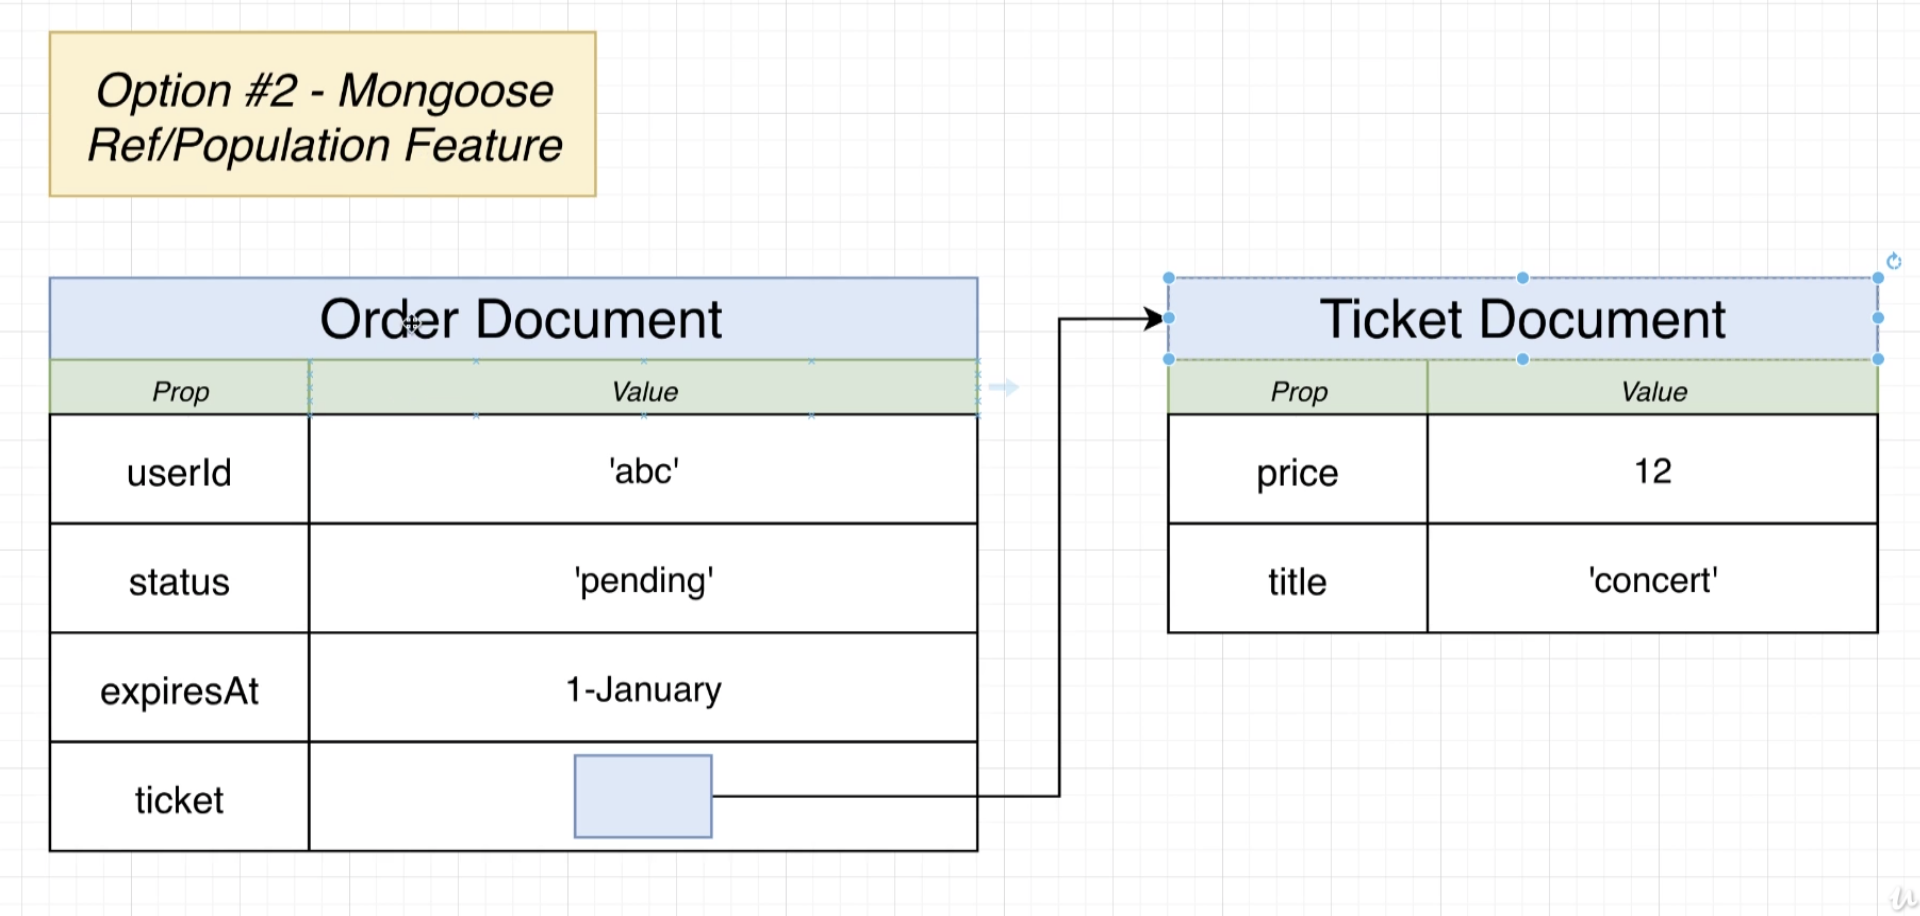 Option #2 - Mongoose
Ref/Population Feature
Order Document
Prop Value
userId 'abc'
status 'pending'
expiresAt 1-January
ticket
Ticket Document
Prop Value
price 12
title 'concert'